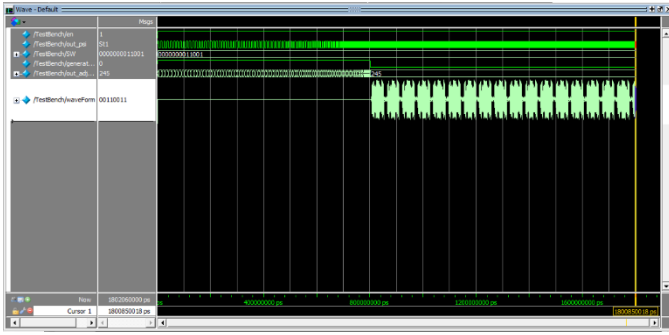 Wave - Default
Msgs
/TestBench/en 1
/TestBench/out_psi St1
/TestBench/SW 0000000011001 0000000011001
/TestBench/generat... 0
/TestBench/out_adj... 245 245
/TestBench/waveForm 00110011
Now 1802060000 ps ps 400000000 ps 800000000 ps 1200000000 ps 1600000000 ps
Cursor 1 1800850018 ps 1800850018 ps